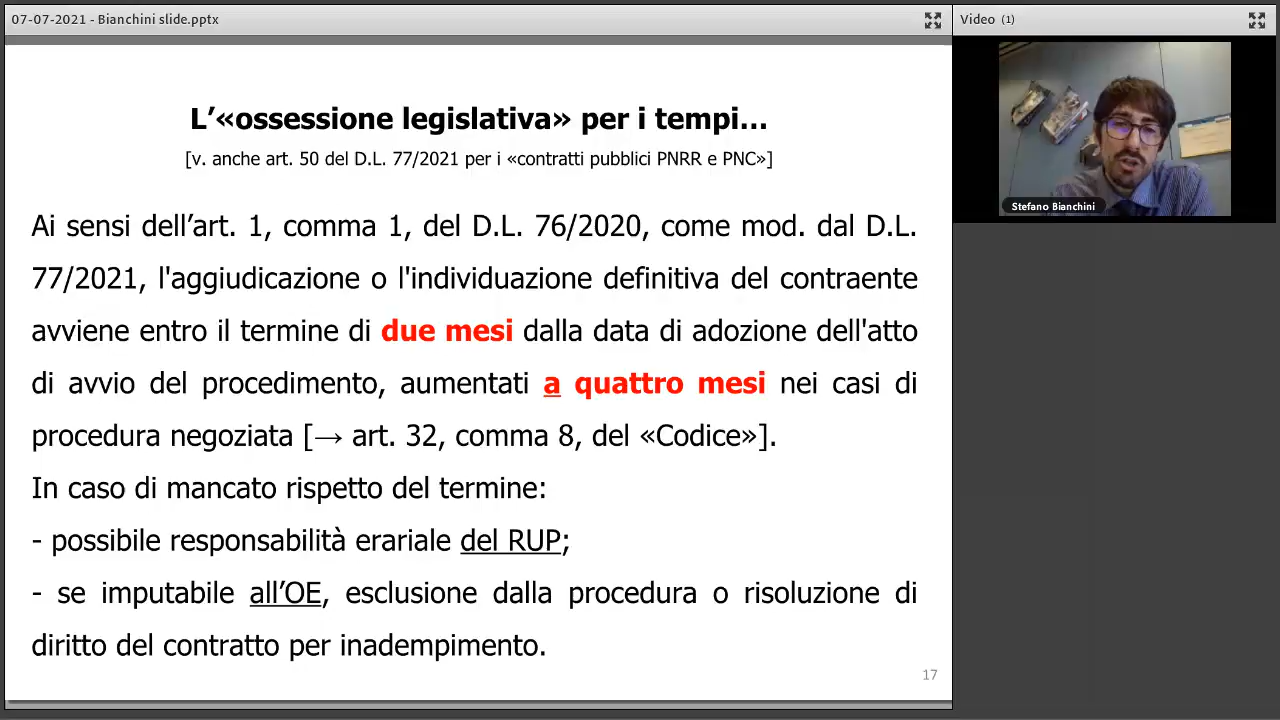 07-07-2021 - Bianchini slide.pptx
Video (1)
L’«ossessione legislativa» per i tempi…
[v. anche art. 50 del D.L. 77/2021 per i «contratti pubblici PNRR e PNC»]
Ai sensi dell’art. 1, comma 1, del D.L. 76/2020, come mod. dal D.L.
77/2021, l'aggiudicazione o l'individuazione definitiva del contraente
avviene entro il termine di due mesi dalla data di adozione dell'atto
di avvio del procedimento, aumentati a quattro mesi nei casi di
procedura negoziata [→ art. 32, comma 8, del «Codice»].
In caso di mancato rispetto del termine:
- possibile responsabilità erariale del RUP;
- se imputabile all’OE, esclusione dalla procedura o risoluzione di
diritto del contratto per inadempimento.
17
Stefano Bianchini